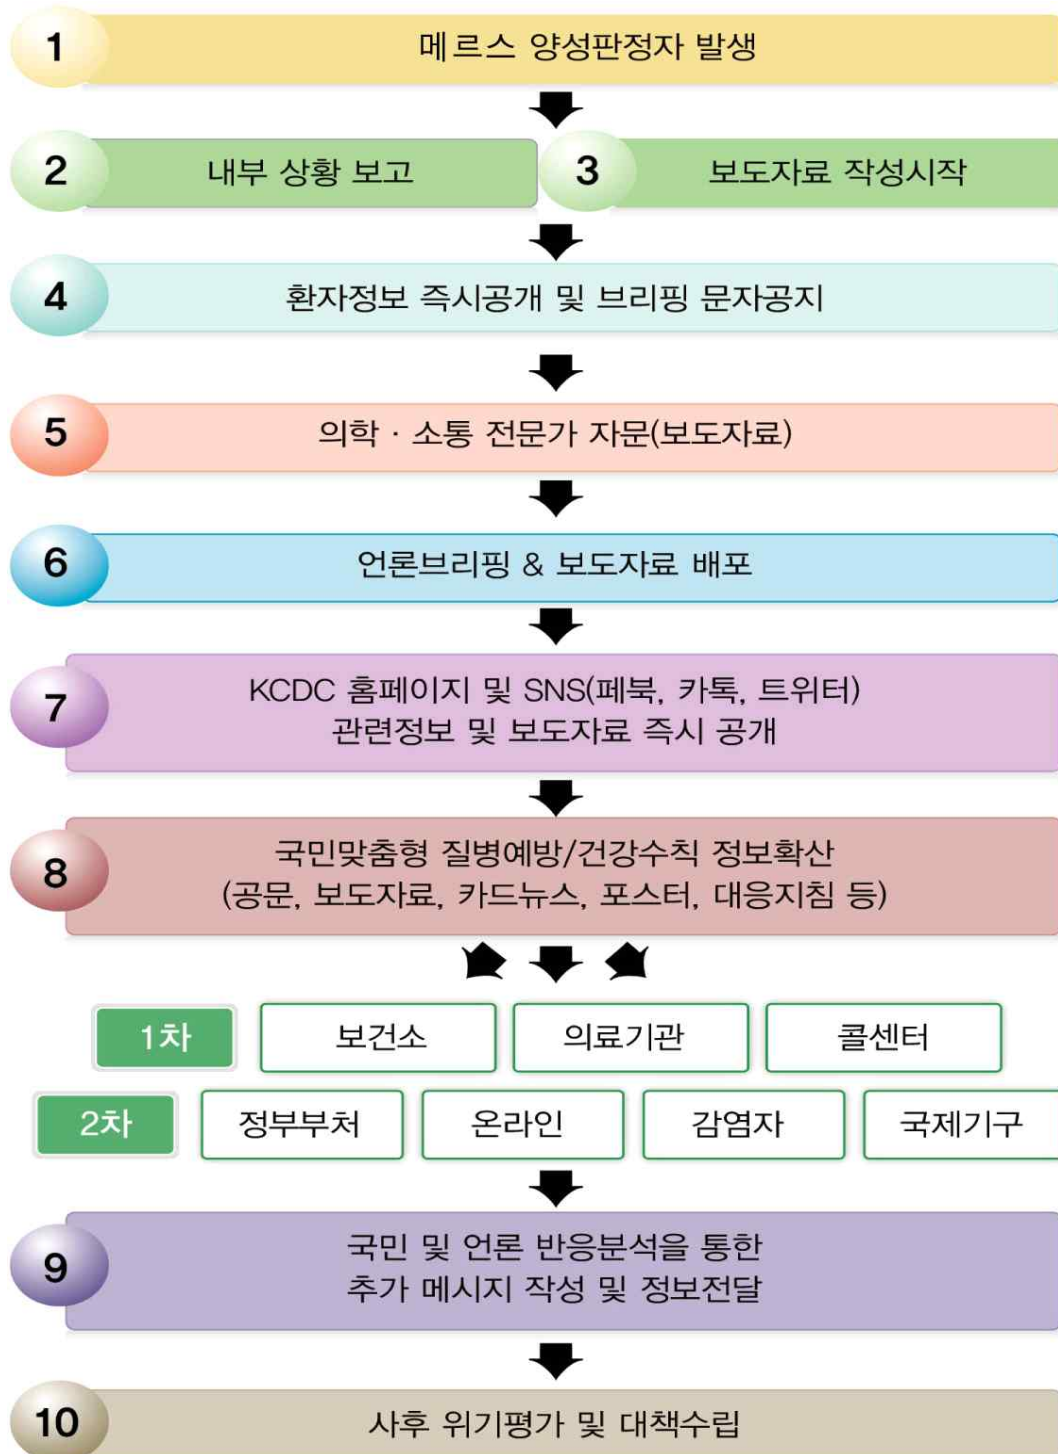 1 메르스 양성판정자 발생
2 내부 상황 보고 3 보도자료 작성시작
4 환자정보 즉시공개 및 브리핑 문자공지
5 의학 · 소통 전문가 자문(보도자료)
6 언론브리핑 & 보도자료 배포
7 KCDC 홈페이지 및 SNS(페북, 카톡, 트위터)
관련정보 및 보도자료 즉시 공개
8 국민맞춤형 질병예방/건강수칙 정보확산
(공문, 보도자료, 카드뉴스, 포스터, 대응지침 등)
1차 보건소 의료기관 콜센터
2차 정부부처 온라인 감염자 국제기구
9 국민 및 언론 반응분석을 통한
추가 메시지 작성 및 정보전달
10 사후 위기평가 및 대책수립